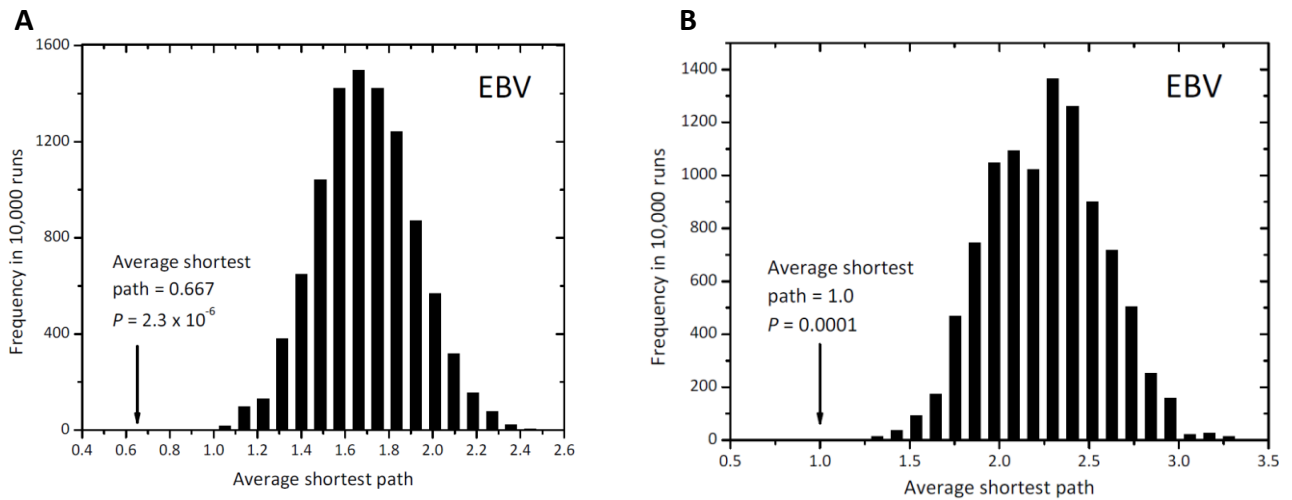 A
1600
1200
800
400
0
Frequency in 10,000 runs
EBV
Average shortest
path = 0.667
P = 2.3 x 10-6
0.4 0.6 0.8 1.0 1.2 1.4 1.6 1.8 2.0 2.2 2.4 2.6
Average shortest path
B
1400
1200
1000
800
600
400
200
0
Frequency in 10,000 runs
EBV
Average shortest
path = 1.0
P = 0.0001
0.5 1.0 1.5 2.0 2.5 3.0 3.5
Average shortest path